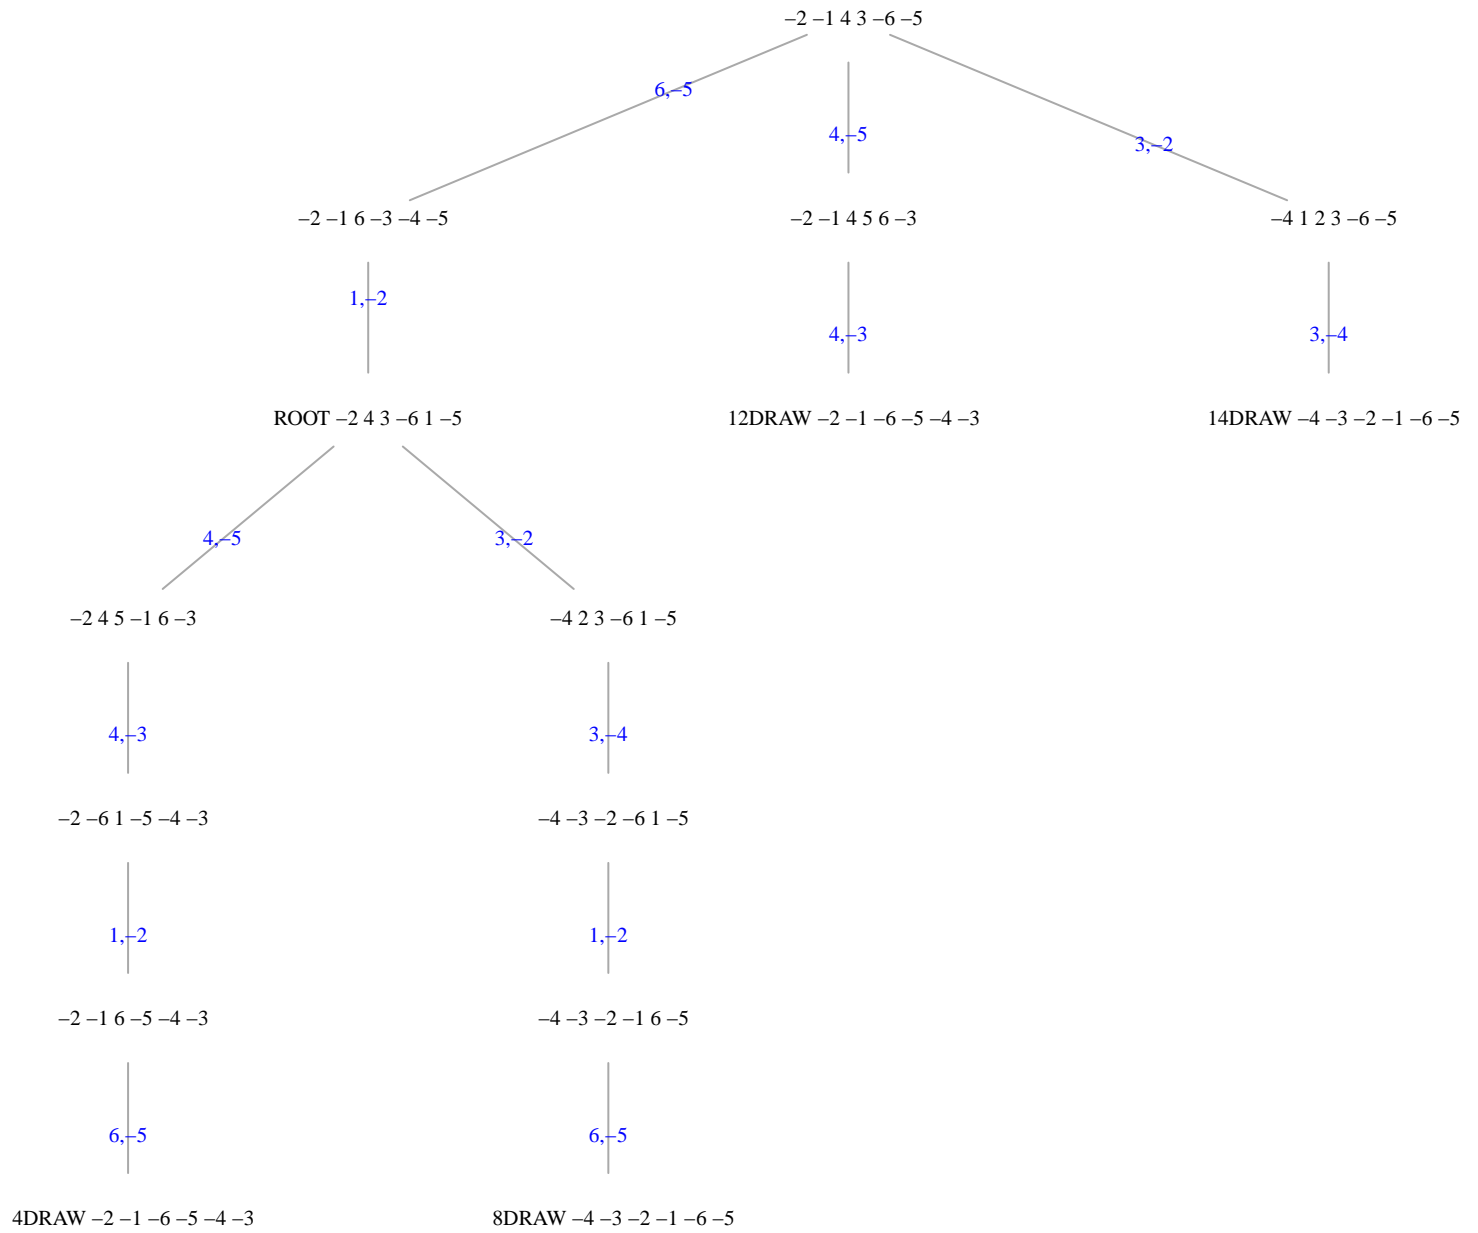 –2 –1 4 3 –6 –5
6,–5
4,–5
3,–2
–2 –1 6 –3 –4 –5
–2 –1 4 5 6 –3
–4 1 2 3 –6 –5
1,–2
4,–3
3,–4
ROOT –2 4 3 –6 1 –5
12DRAW –2 –1 –6 –5 –4 –3
14DRAW –4 –3 –2 –1 –6 –5
4,–5
3,–2
–2 4 5 –1 6 –3
–4 2 3 –6 1 –5
4,–3
3,–4
–2 –6 1 –5 –4 –3
–4 –3 –2 –6 1 –5
1,–2
1,–2
–2 –1 6 –5 –4 –3
–4 –3 –2 –1 6 –5
6,–5
6,–5
4DRAW –2 –1 –6 –5 –4 –3
8DRAW –4 –3 –2 –1 –6 –5